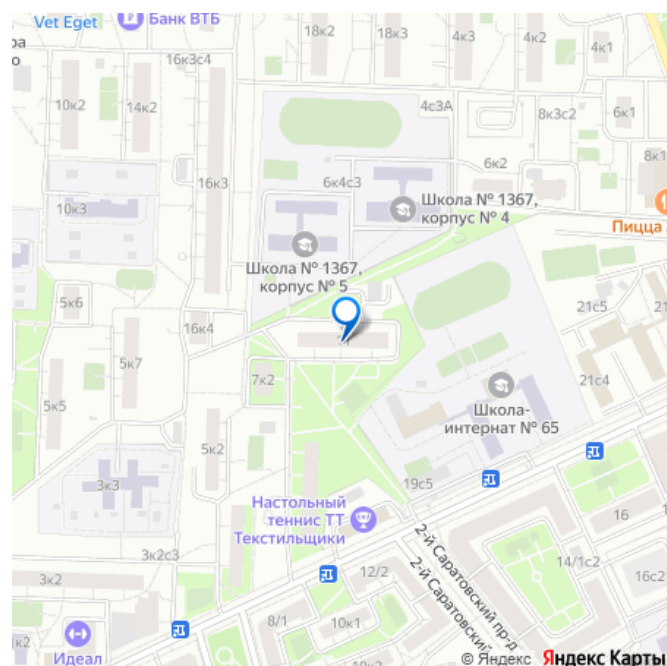 Банк ВТБ
Vet Eget
18к2
18к3
4к3
4к2
4к1
16к3с4
10к2
14к2
4с3А
8к3с2
6к1
8к1
16к3
6к4с3
6к2
10к3
Школа № 1367,
корпус № 4
Пицца
Школа № 1367,
корпус № 5
5к6
16к4
21с5
5к7
7к2
21с4
5к5
Школа-
интернат № 65
5к2
3к3
19с5
16
Настольный
теннис ТТ
Текстильщики
3к2с3
2-й Саратовский пр-д
2-й Саратовский
14/1с2
3к2
12/2
16с2
8/1
10к1
Идеал
14к3
16к3
© Яндекс Яндекс Карты